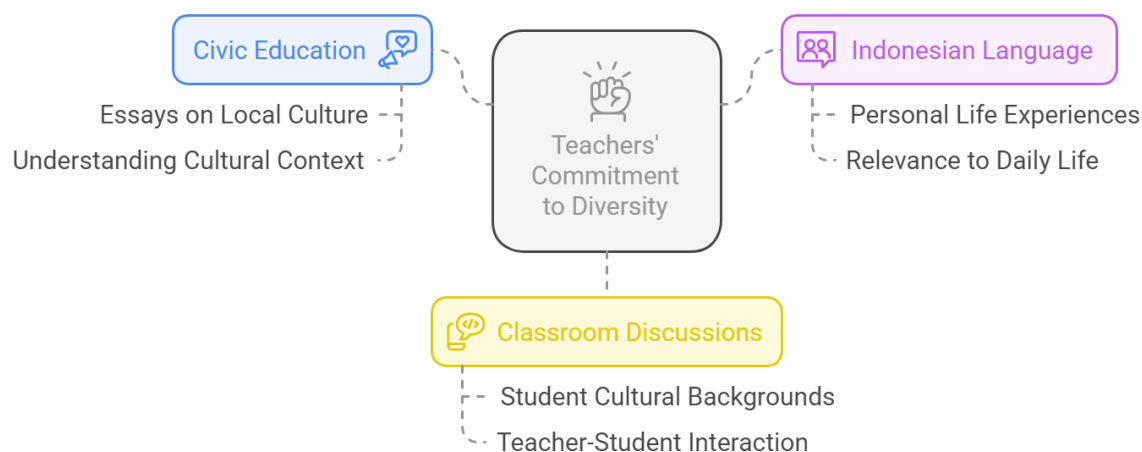 Civic Education
Essays on Local Culture
Understanding Cultural Context
Teachers'
Commitment
to Diversity
Indonesian Language
Personal Life Experiences
Relevance to Daily Life
Classroom Discussions
Student Cultural Backgrounds
Teacher-Student Interaction